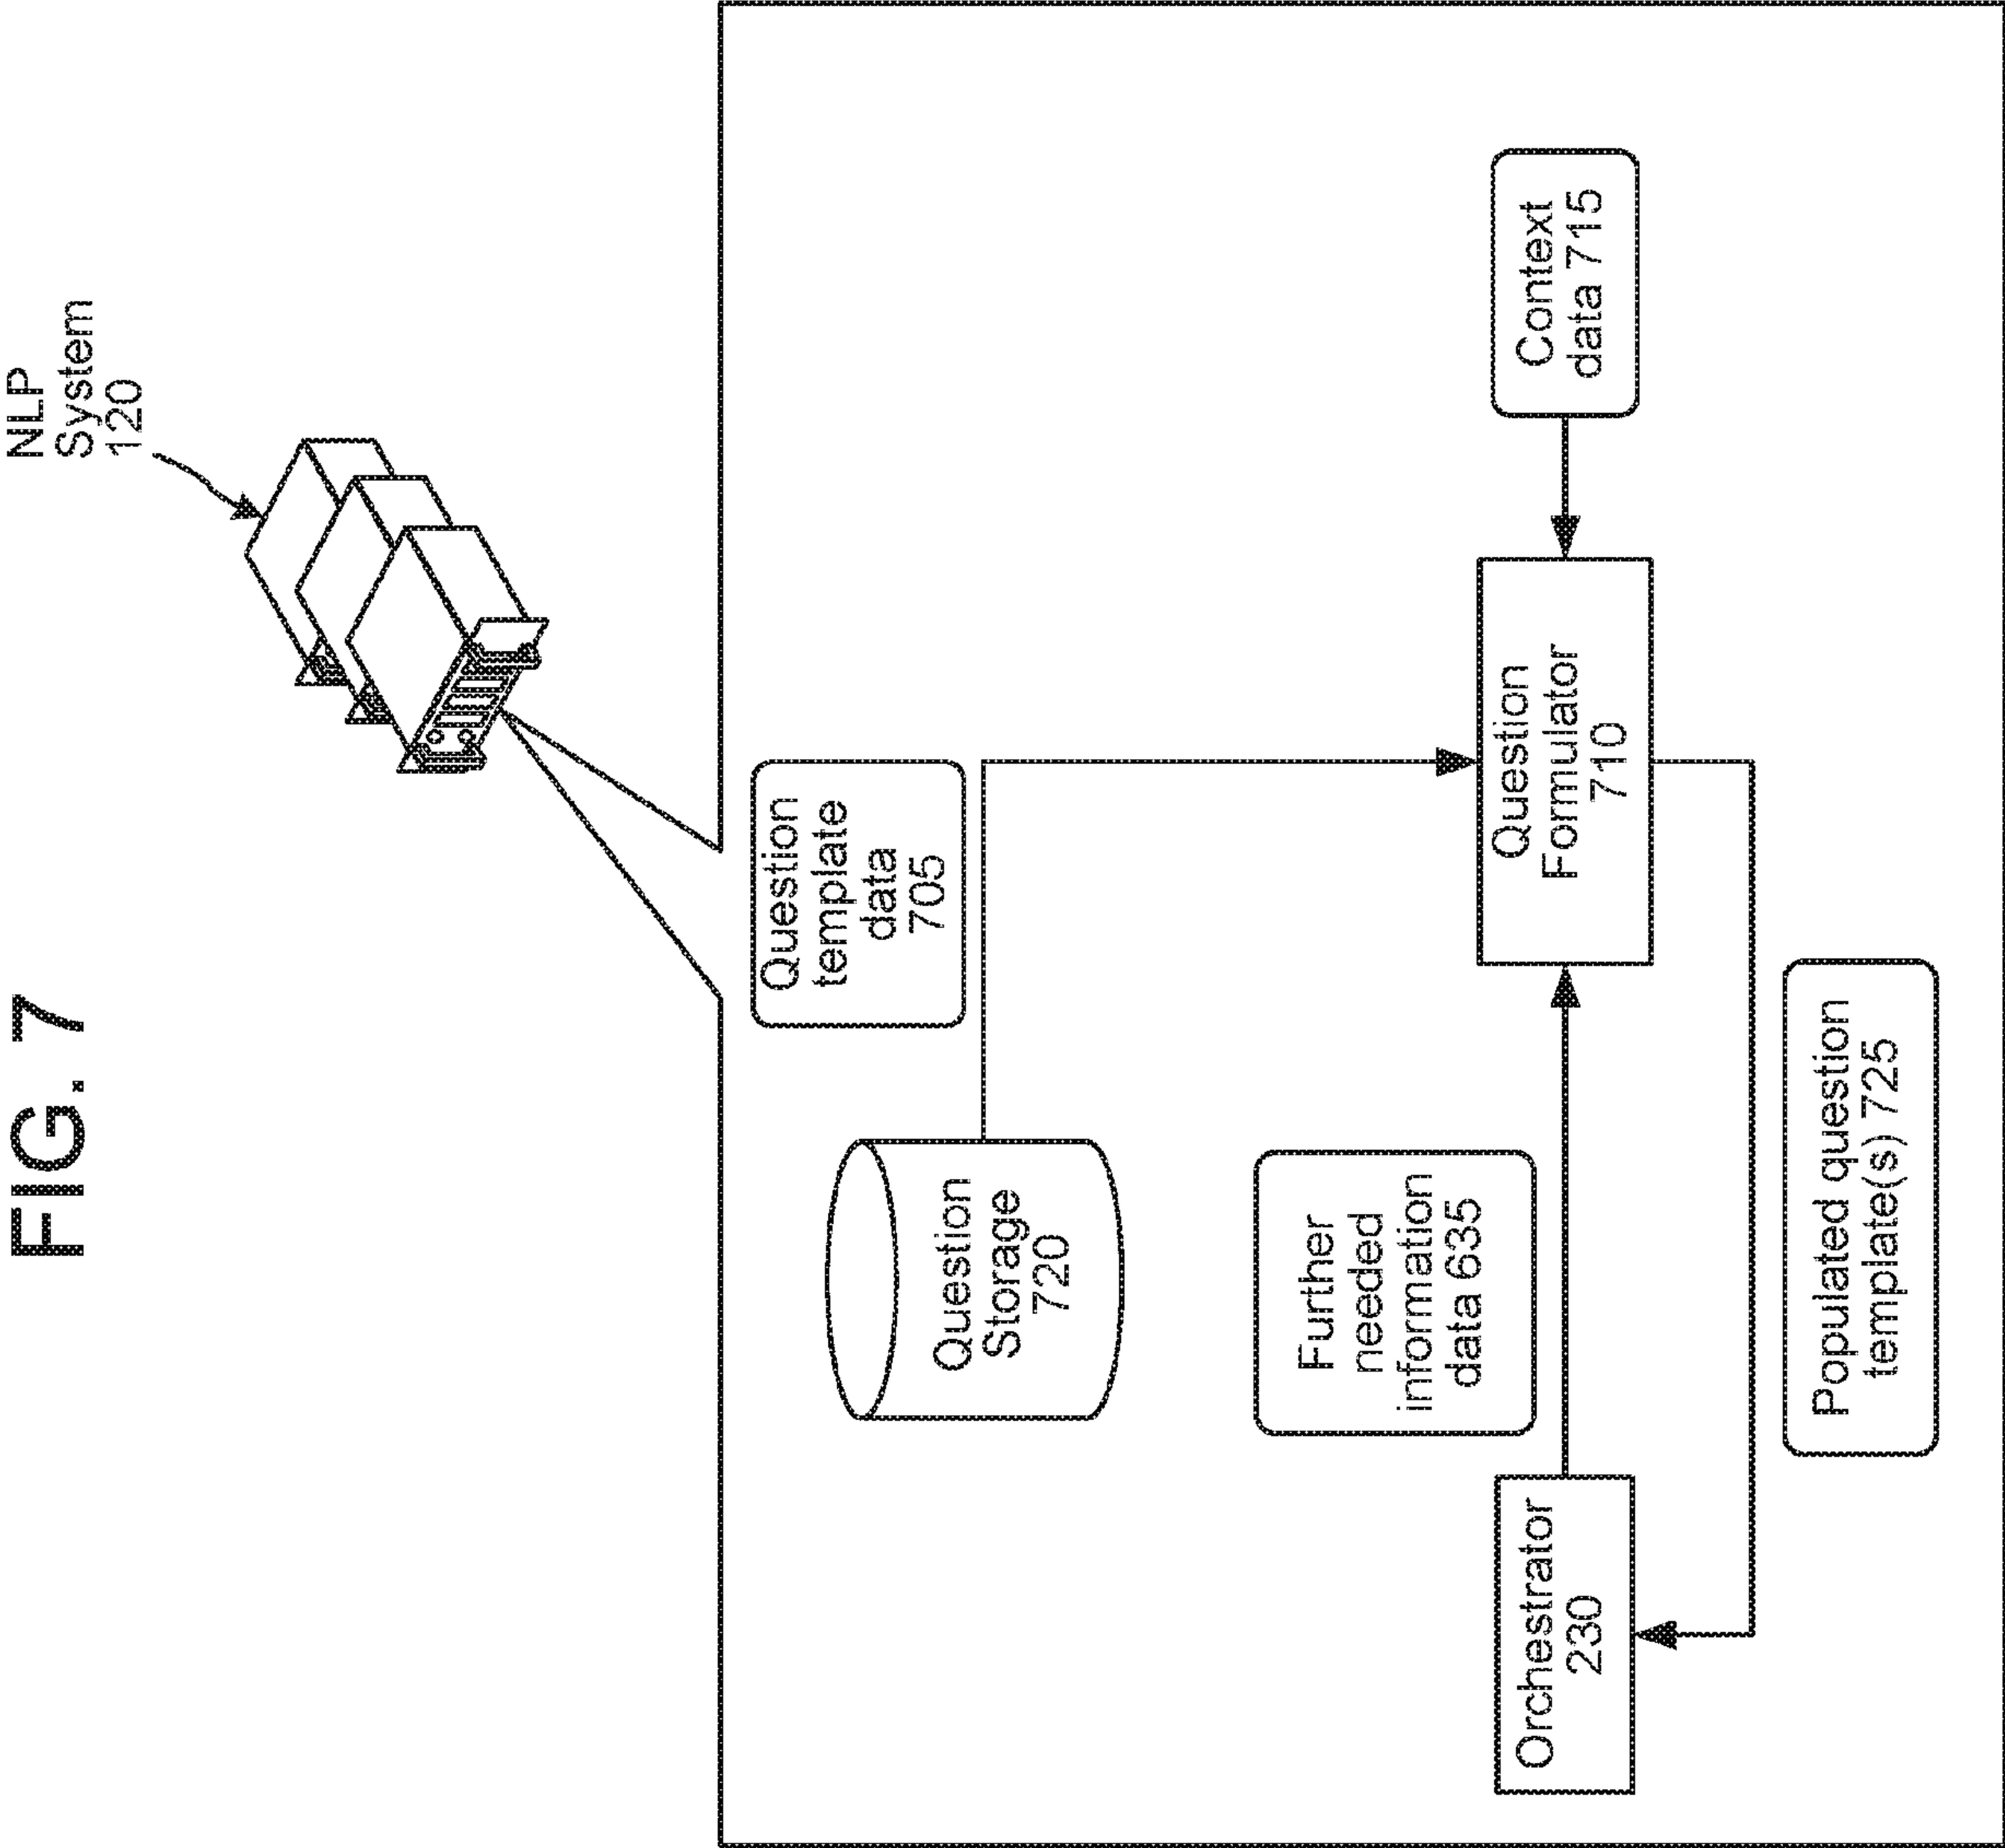 FIG. 7
NLP
System
120
Question
template
data
705
Question
Storage
720
Further
needed
information
data 635
Orchestrator
230
Question
Formulator
710
Context
data 715
Populated question
template(s) 725